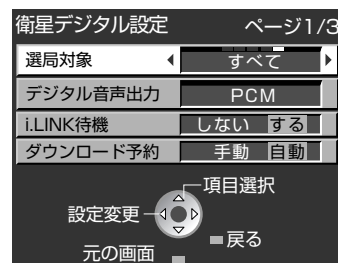 衛星デジタル設定 ページ1/3
選局対象 すべて
デジタル音声出力 PCM
i.LINK待機 しない する
ダウンロード予約 手動 自動
項目選択
設定変更
戻る
元の画面